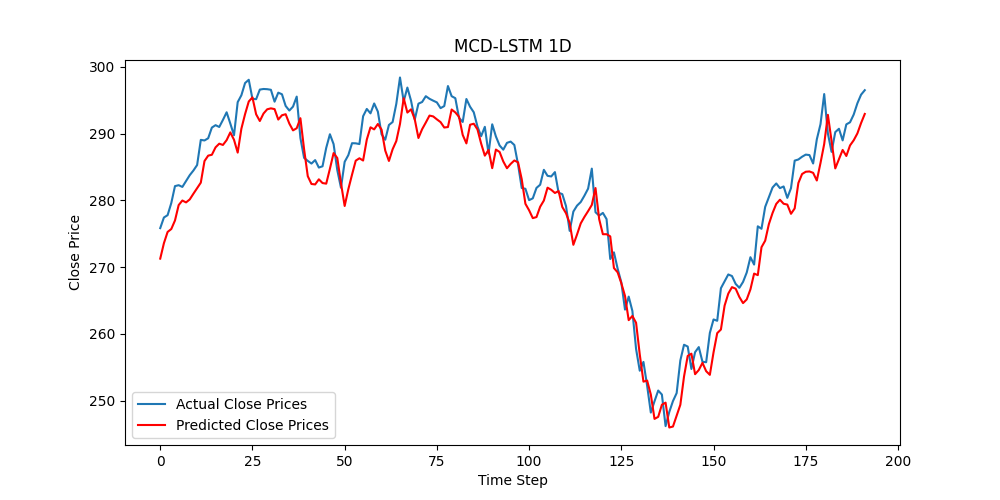 MCD-LSTM 1D
300
290
280
270
260
250
Close Price
Actual Close Prices
Predicted Close Prices
0 25 50 75 100 125 150 175 200
Time Step